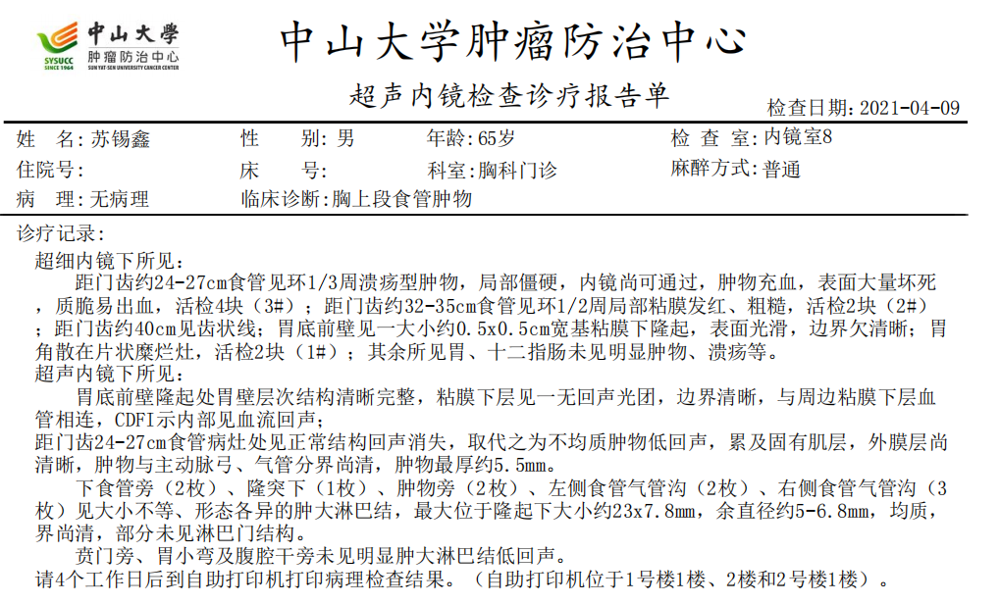 中山大學
肿瘤防治中心
SYSUCC
SINCE 1964
SUN YAT-SEN UNIVERSITY CANCER CENTER
中山大学肿瘤防治中心
超声内镜检查诊疗报告单
检查日期: 2021-04-09
姓 名: 苏锡鑫 性 别: 男 年龄: 65岁 检 查 室: 内镜室8
住院号: 床 号: 科室: 胸科门诊 麻醉方式: 普通
病 理: 无病理 临床诊断: 胸上段食管肿物
诊疗记录:
超细内镜下所见:
距门齿约24-27cm食管见环1/3周溃疡型肿物，局部僵硬，内镜尚可通过，肿物充血，表面大量坏死
，质脆易出血，活检4块（3#）；距门齿约32-35cm食管见环1/2周局部粘膜发红、粗糙，活检2块（2#）
；距门齿约40cm见齿状线；胃底前壁见一大小约0.5x0.5cm宽基粘膜下隆起，表面光滑，边界欠清晰；胃
角散在片状糜烂灶，活检2块（1#）；其余所见胃、十二指肠未见明显肿物、溃疡等。
超声内镜下所见:
胃底前壁隆起处胃壁层次结构清晰完整，粘膜下层见一无回声光团，边界清晰，与周边粘膜下层血
管相连，CDFI示内部见血流回声；
距门齿24-27cm食管病灶处见正常结构回声消失，取代之为不均质肿物低回声，累及固有肌层，外膜层尚
清晰，肿物与主动脉弓、气管分界尚清，肿物最厚约5.5mm。
下食管旁（2枚）、隆突下（1枚）、肿物旁（2枚）、左侧食管气管沟（2枚）、右侧食管气管沟（3
枚）见大小不等、形态各异的肿大淋巴结，最大位于隆起下大小约23x7.8mm，余直径约5-6.8mm，均质，
界尚清，部分未见淋巴门结构。
贲门旁、胃小弯及腹腔干旁未见明显肿大淋巴结低回声。
请4个工作日后到自助打印机打印病理检查结果。（自助打印机位于1号楼1楼、2楼和2号楼1楼）。